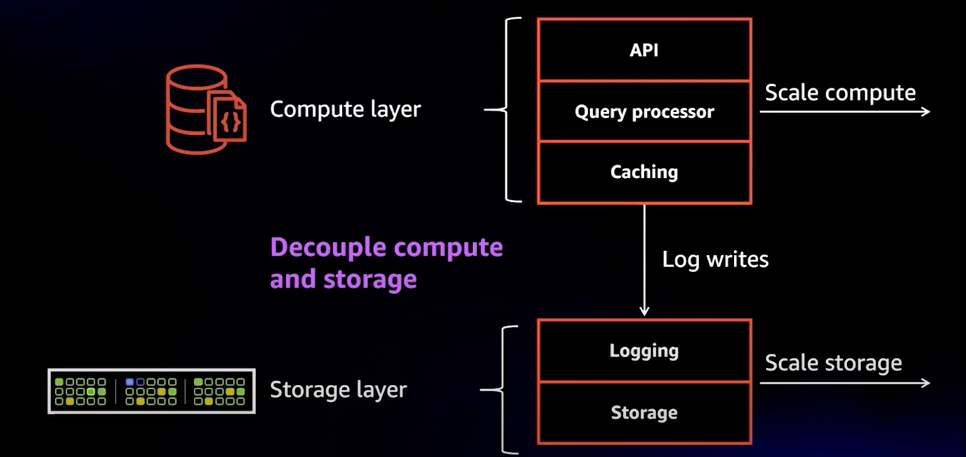 API
Compute layer
Query processor
Scale compute
Caching
Decouple compute
and storage
Log writes
Logging
Storage layer
Scale storage
Storage
{}